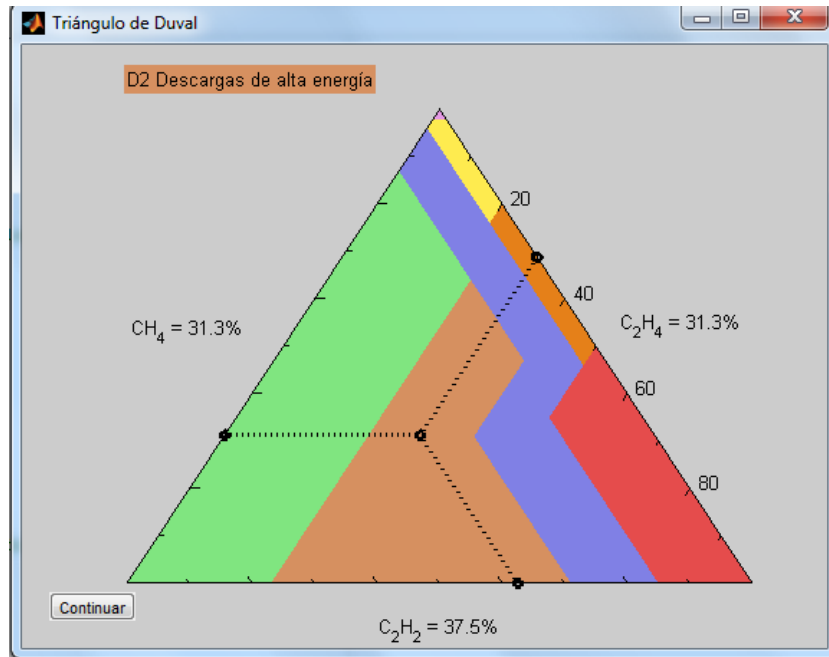 Triángulo de Duval
D2 Descargas de alta energía
20
40
CH₄ = 31.3%
C₂H₄ = 31.3%
60
80
Continuar
C₂H₂ = 37.5%